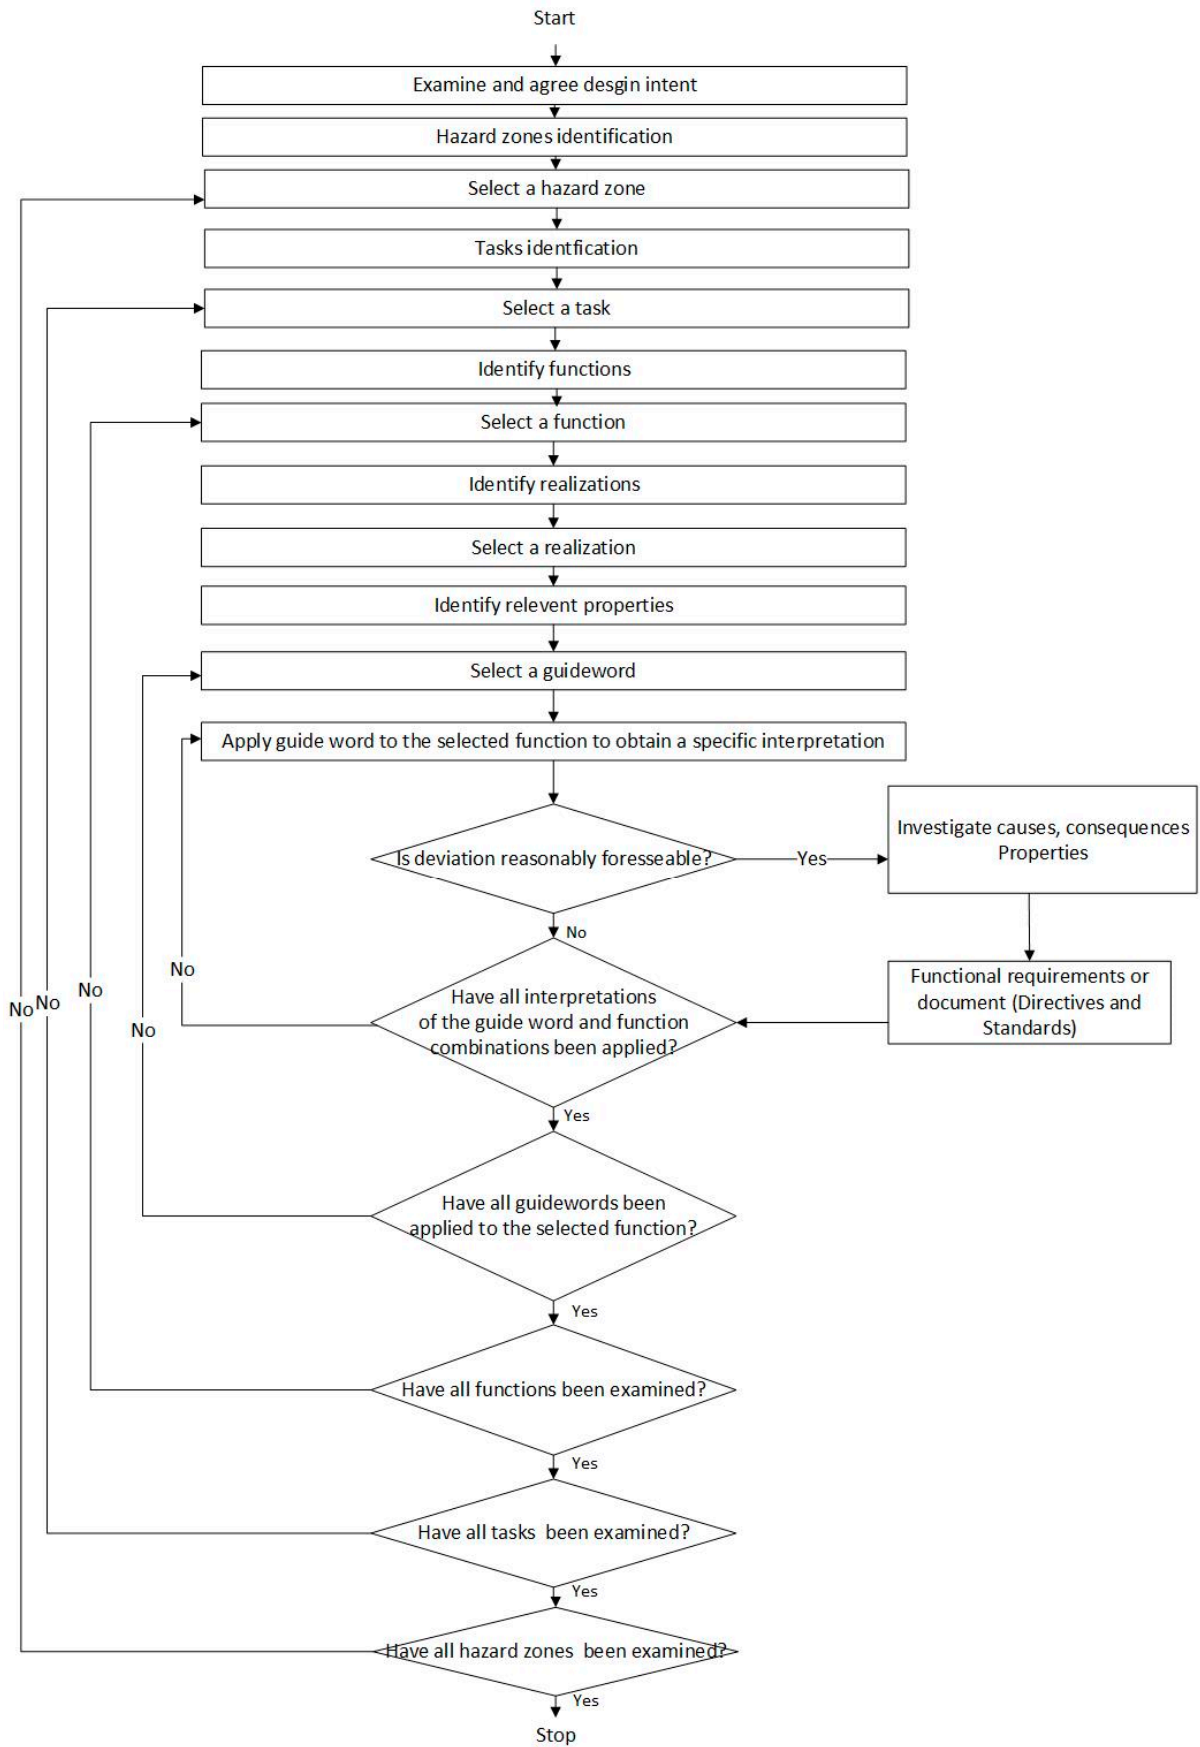 Start
Examine and agree desgin intent
Hazard zones identification
Select a hazard zone
Tasks identfication
Select a task
Identify functions
Select a function
Identify realizations
Select a realization
Identify relevent properties
Select a guideword
Apply guide word to the selected function to obtain a specific interpretation
Is deviation reasonably foresseable?
Yes
Investigate causes, consequences
Properties
No
Functional requirements or
document (Directives and
Standards)
Have all interpretations
of the guide word and function
combinations been applied?
No
No
No
No
No
Yes
Have all guidewords been
applied to the selected function?
Yes
Have all functions been examined?
Yes
Have all tasks  been examined?
Yes
Have all hazard zones  been examined?
Yes
Stop